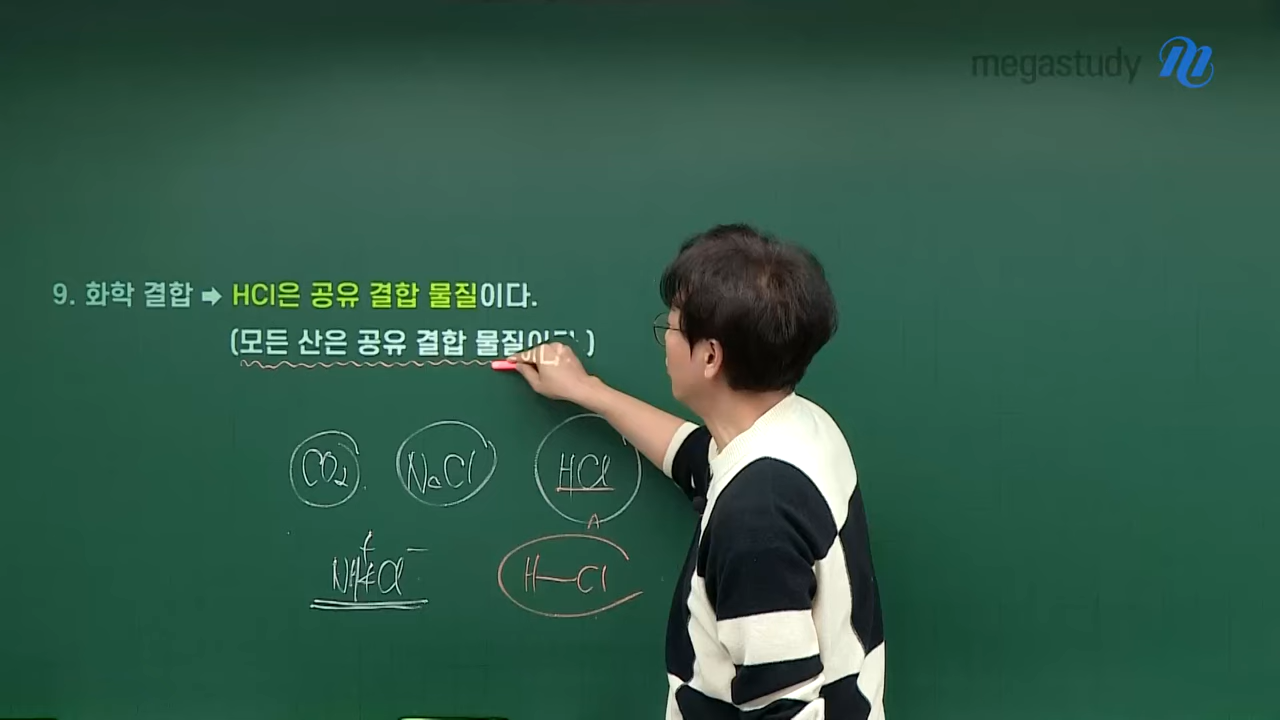 megastudy
9. 화학 결합 ➡ HCl은 공유 결합 물질이다.
(모든 산은 공유 결합 물질이다. )
CO₂ NaCl HCl
A
H—Cl